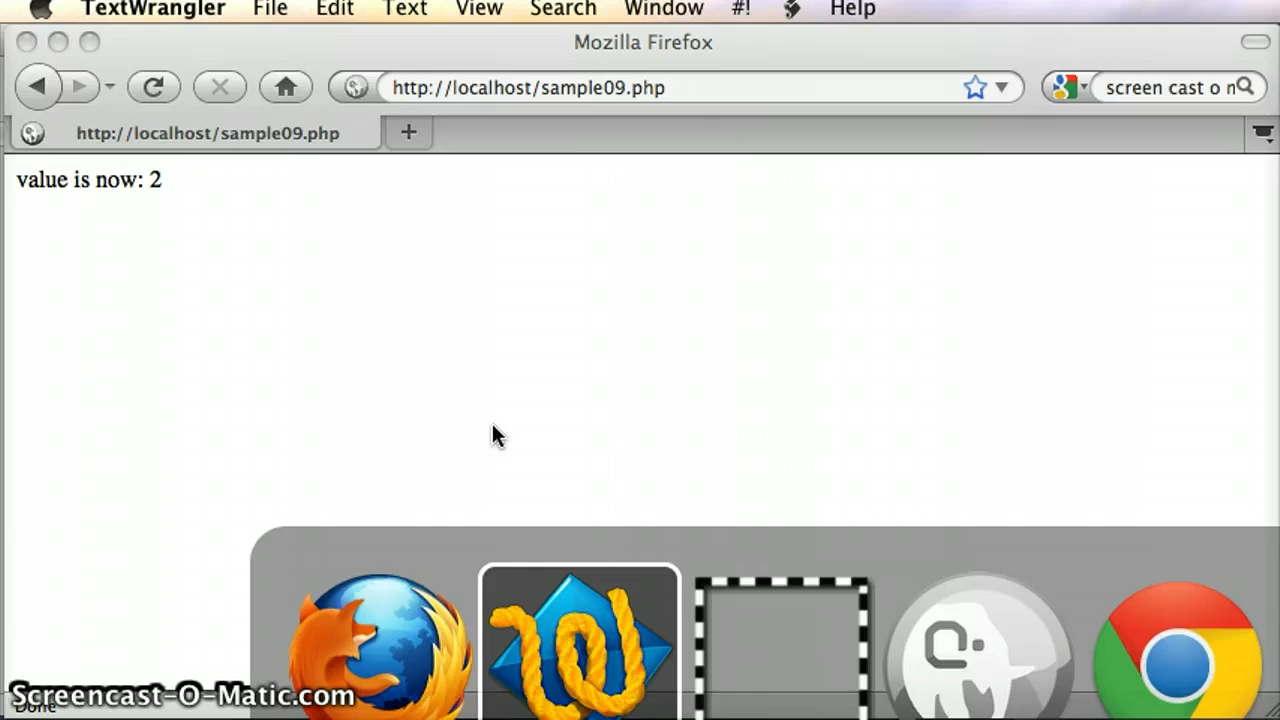 TextWrangler File Edit Text View Search Window #! Help
Mozilla Firefox
http://localhost/sample09.php
screen cast o n
http://localhost/sample09.php
value is now: 2
Screencast-O-Matic.com
Done